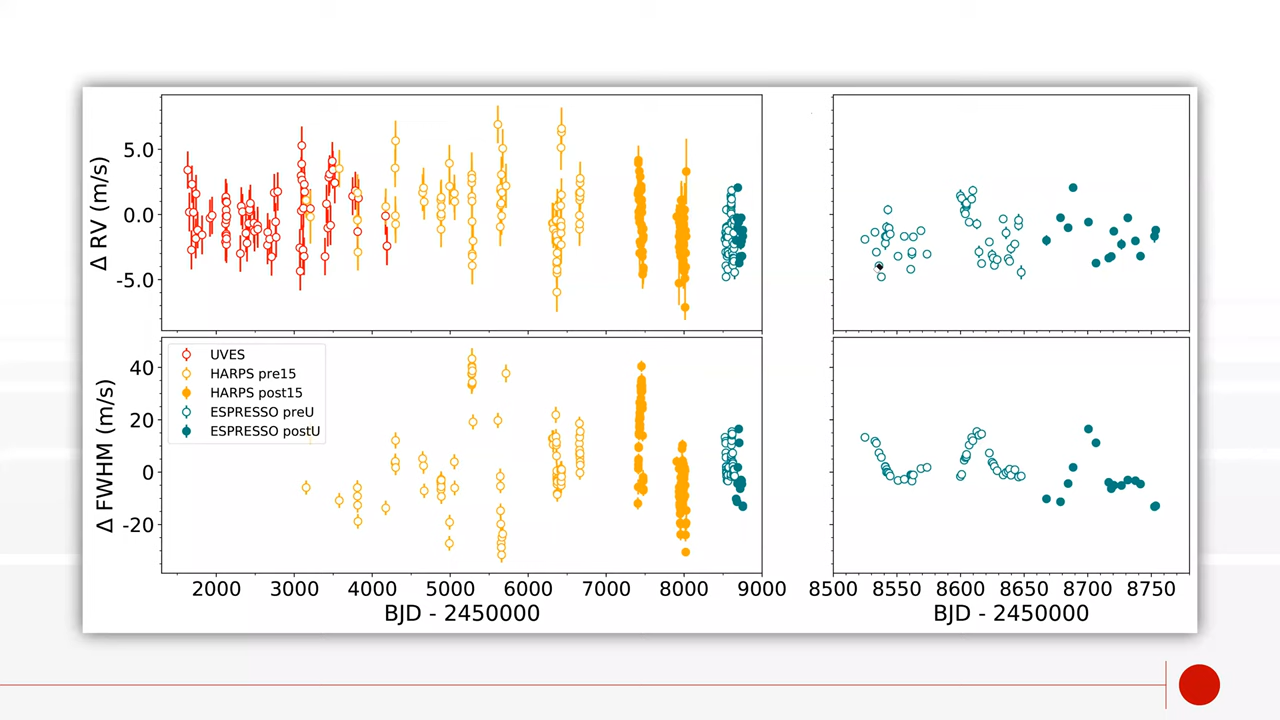 Δ RV (m/s)
5.0
0.0
-5.0
Δ FWHM (m/s)
40
20
0
-20
UVES
HARPS pre15
HARPS post15
ESPRESSO preU
ESPRESSO postU
2000 3000 4000 5000 6000 7000 8000 9000
BJD - 2450000
8500 8550 8600 8650 8700 8750
BJD - 2450000